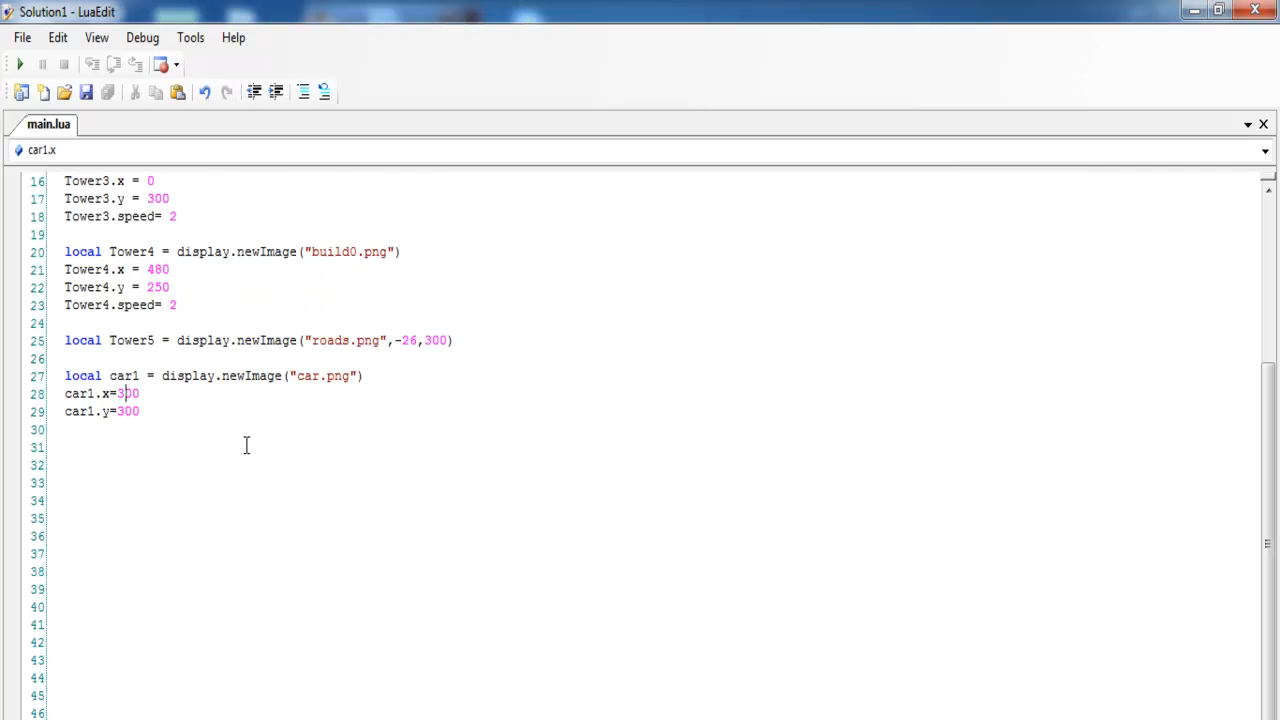 Solution1 - LuaEdit
File Edit View Debug Tools Help
main.lua
car1.x
16 Tower3.x = 0
17 Tower3.y = 300
18 Tower3.speed= 2
19
20 local Tower4 = display.newImage("build0.png")
21 Tower4.x = 480
22 Tower4.y = 250
23 Tower4.speed= 2
24
25 local Tower5 = display.newImage("roads.png",-26,300)
26
27 local car1 = display.newImage("car.png")
28 car1.x=300
29 car1.y=300
30
31
32
33
34
35
36
37
38
39
40
41
42
43
44
45
46